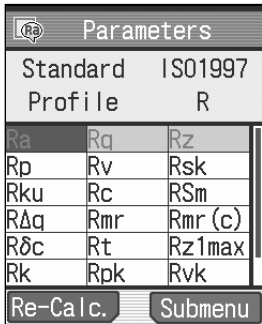 Ra Parameters
Standard ISO1997
Profile R
Ra Rq Rz
Rp Rv Rsk
Rku Rc RSm
RΔq Rmr Rmr(c)
Rδc Rt Rz1max
Rk Rpk Rvk
Re-Calc. Submenu